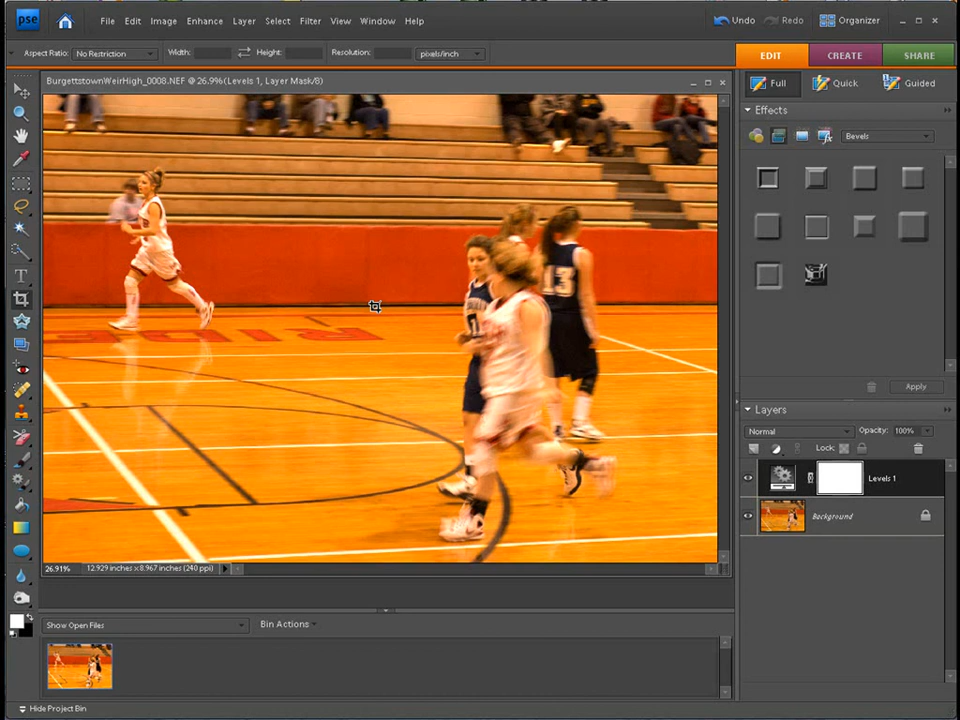 pse File Edit Image Enhance Layer Select Filter View Window Help Undo Redo Organizer
Aspect Ratio: No Restriction Width: Height: Resolution: pixels/inch EDIT CREATE SHARE
BurgettstownWeirHigh_0008.NEF @ 26.9%(Levels 1, Layer Mask/8)
Full Quick Guided
Effects
Bevels
13
RIDE
Apply
Layers
Normal Opacity: 100%
Lock:
Levels 1
Background
T
26.91% 12.929 inches x 8.967 inches (240 ppi)
Show Open Files Bin Actions
Hide Project Bin